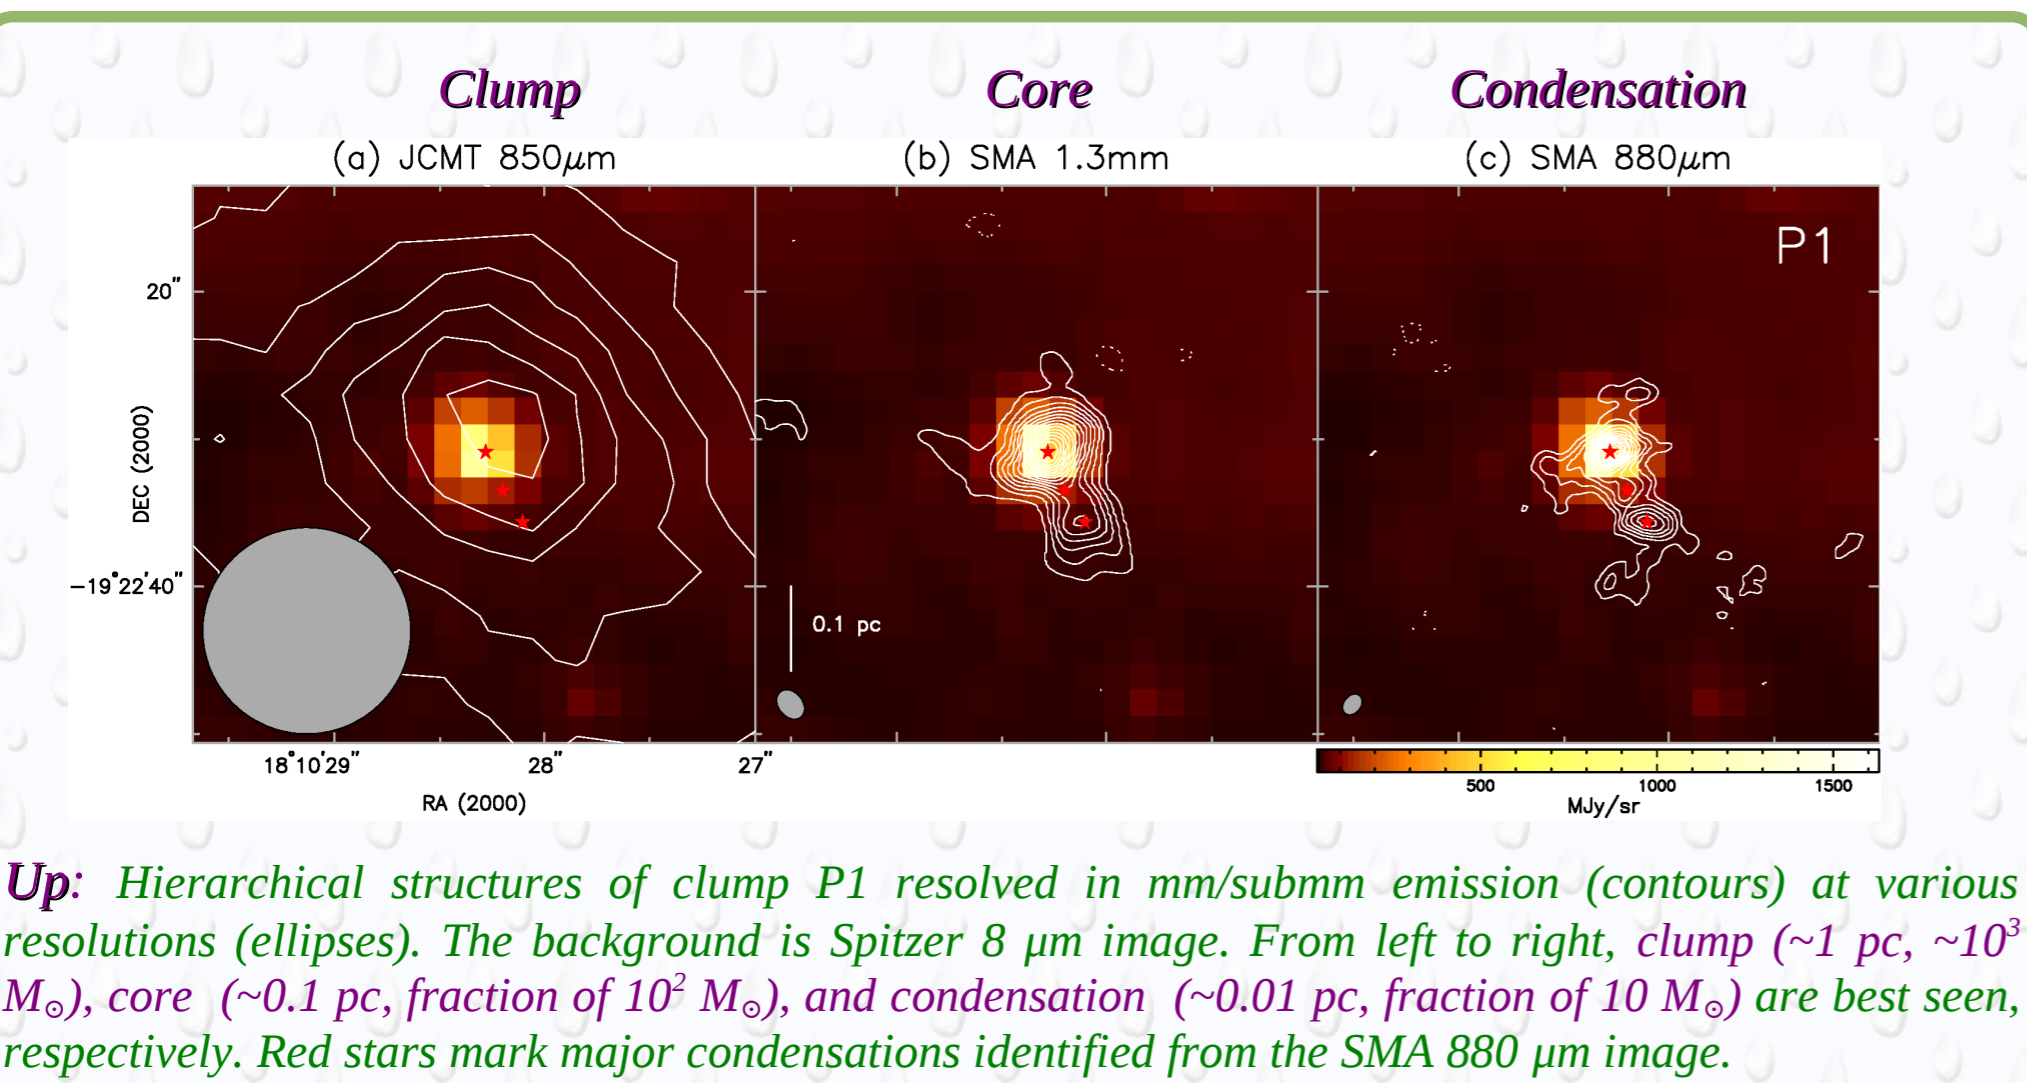 Clump Core Condensation
(a) JCMT 850μm (b) SMA 1.3mm (c) SMA 880μm
P1
20"
DEC (2000)
−19°22'40"
0.1 pc
18°10'29" 28" 27"
RA (2000)
500 1000 1500
MJy/sr
Up: Hierarchical structures of clump P1 resolved in mm/submm emission (contours) at various
resolutions (ellipses). The background is Spitzer 8 μm image. From left to right, clump (~1 pc, ~10³
M☉), core (~0.1 pc, fraction of 10² M☉), and condensation (~0.01 pc, fraction of 10 M☉) are best seen,
respectively. Red stars mark major condensations identified from the SMA 880 μm image.